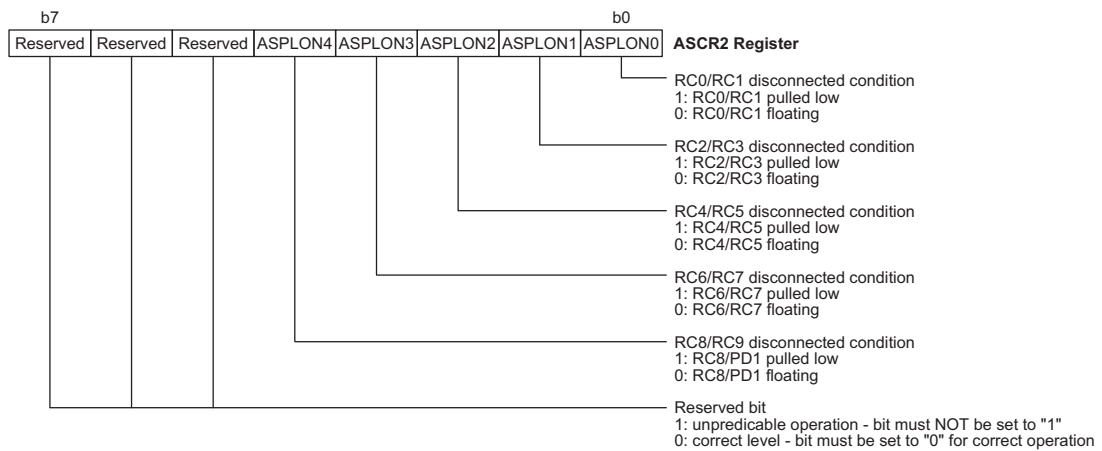 b7 b0
Reserved Reserved Reserved ASPLON4 ASPLON3 ASPLON2 ASPLON1 ASPLON0 ASCR2 Register
RC0/RC1 disconnected condition
1: RC0/RC1 pulled low
0: RC0/RC1 floating
RC2/RC3 disconnected condition
1: RC2/RC3 pulled low
0: RC2/RC3 floating
RC4/RC5 disconnected condition
1: RC4/RC5 pulled low
0: RC4/RC5 floating
RC6/RC7 disconnected condition
1: RC6/RC7 pulled low
0: RC6/RC7 floating
RC8/RC9 disconnected condition
1: RC8/PD1 pulled low
0: RC8/PD1 floating
Reserved bit
1: unpredicable operation - bit must NOT be set to "1"
0: correct level - bit must be set to "0" for correct operation